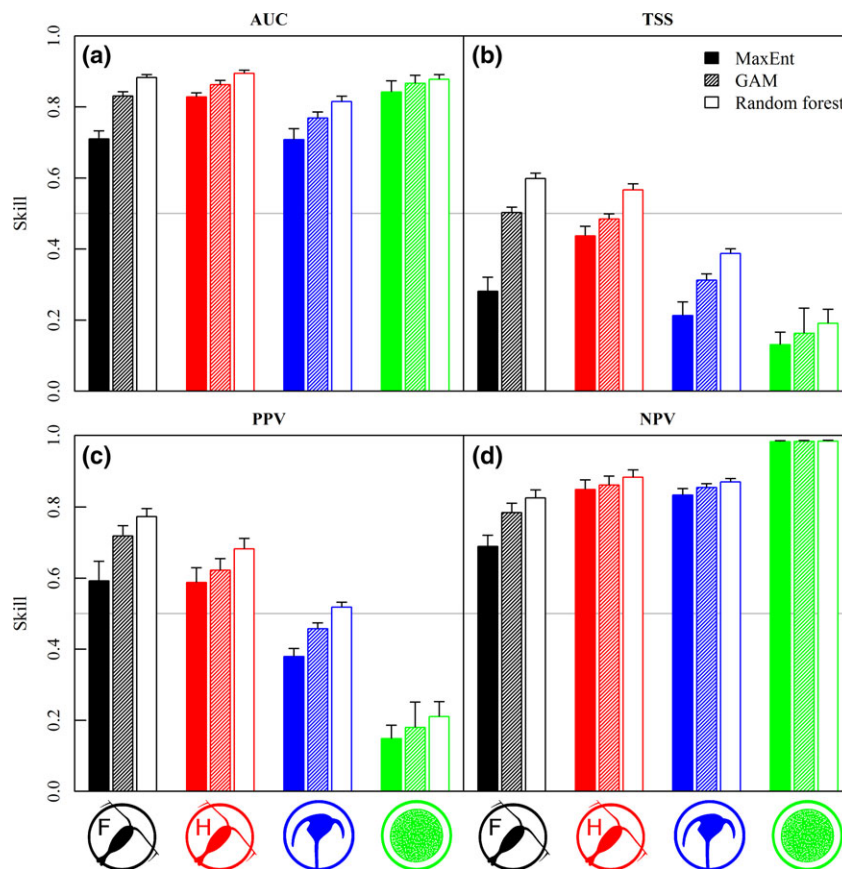 AUC
TSS
(a)
(b)
MaxEnt
GAM
Random forest
Skill
0.0
0.2
0.4
0.6
0.8
1.0
PPV
NPV
(c)
(d)
Skill
0.0
0.2
0.4
0.6
0.8
1.0
F
H
F
H